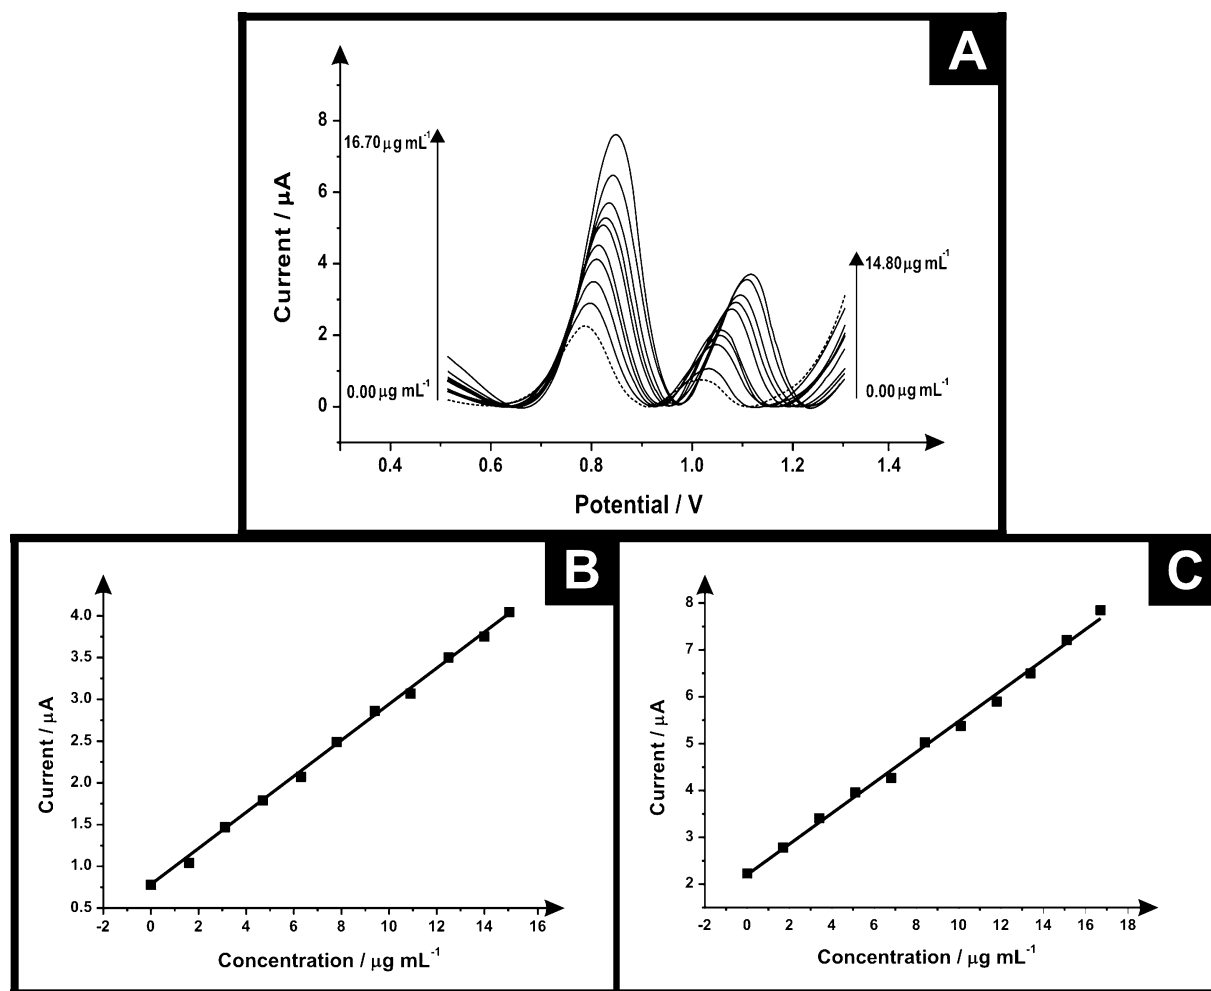 A
8
16.70 µg mL-1
6
Current / µA
4
14.80 µg mL-1
2
0.00 µg mL-1
0.00 µg mL-1
0
0.4 0.6 0.8 1.0 1.2 1.4
Potential / V
B
4.0
3.5
3.0
2.5
2.0
1.5
1.0
0.5
Current / µA
-2 0 2 4 6 8 10 12 14 16
Concentration / µg mL-1
C
8
7
6
5
4
3
2
Current / µA
-2 0 2 4 6 8 10 12 14 16 18
Concentration / µg mL-1